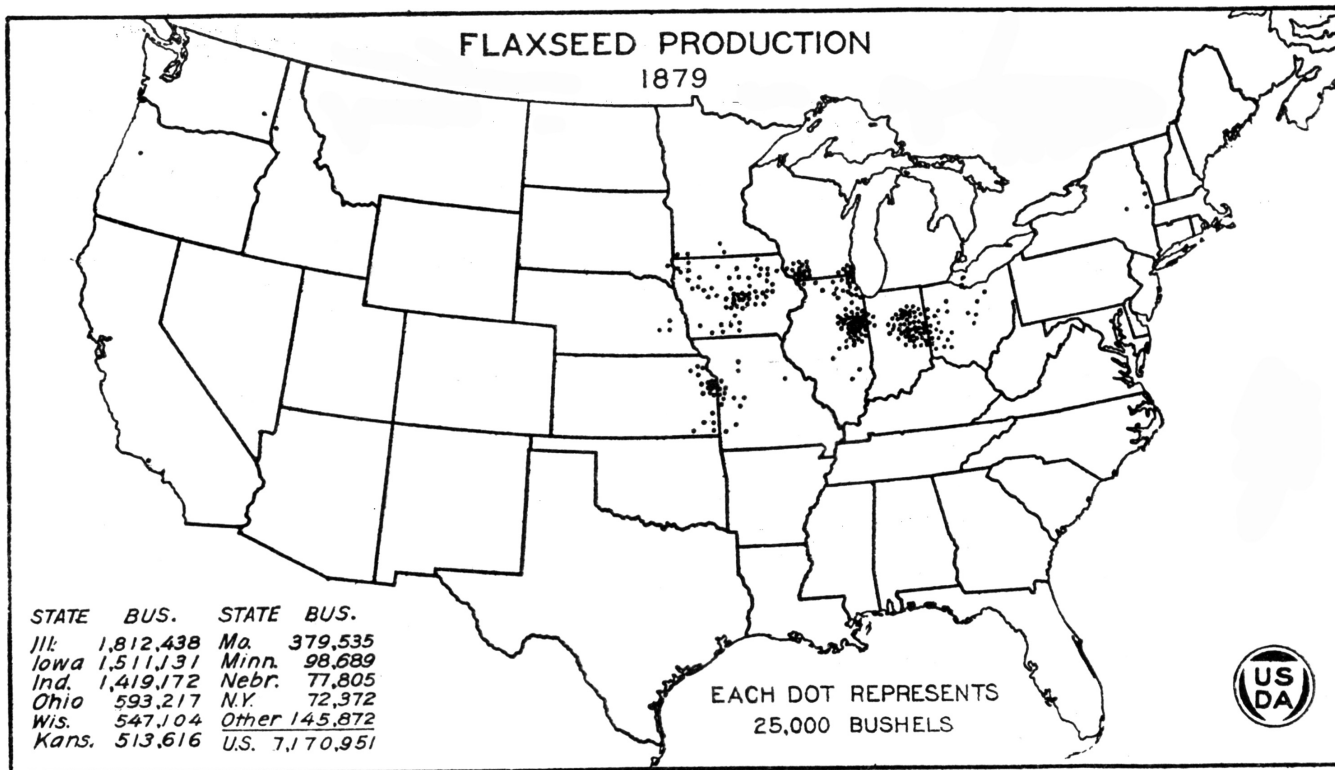 FLAXSEED PRODUCTION
1879
STATE BUS. STATE BUS.
Ill. 1,812,438 Mo. 379,535
Iowa 1,511,131 Minn. 98,689
Ind. 1,419,172 Nebr. 77,805
Ohio 593,217 N.Y. 72,372
Wis. 547,104 Other 145,872
Kans. 513,616 U.S. 7,170,951
EACH DOT REPRESENTS
25,000 BUSHELS
US
DA